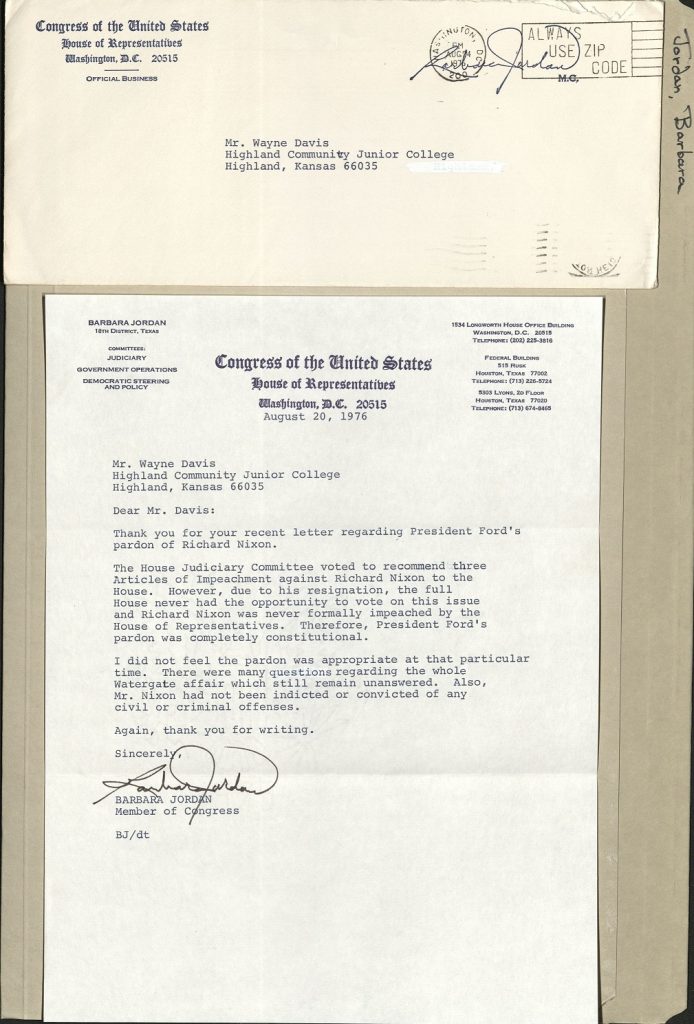 Congress of the United States
House of Representatives
Washington, D.C. 20515
OFFICIAL BUSINESS
WASHINGTON, D.C.
PM
AUG 24
1976
200
ALWAYS
USE ZIP
CODE
Barbara Jordan
M.C.
Jordan, Barbara
Mr. Wayne Davis
Highland Community Junior College
Highland, Kansas 66035
BARBARA JORDAN
18TH DISTRICT, TEXAS
COMMITTEES:
JUDICIARY
GOVERNMENT OPERATIONS
DEMOCRATIC STEERING
AND POLICY
Congress of the United States
House of Representatives
Washington, D.C. 20515
August 20, 1976
1534 LONGWORTH HOUSE OFFICE BUILDING
WASHINGTON, D.C. 20515
TELEPHONE: (202) 225-3816
FEDERAL BUILDING
515 RUSK
HOUSTON, TEXAS 77002
TELEPHONE: (713) 226-5724
5303 LYONS, 2D FLOOR
HOUSTON, TEXAS 77020
TELEPHONE: (713) 674-8465
Mr. Wayne Davis
Highland Community Junior College
Highland, Kansas 66035
Dear Mr. Davis:
Thank you for your recent letter regarding President Ford's
pardon of Richard Nixon.
The House Judiciary Committee voted to recommend three
Articles of Impeachment against Richard Nixon to the
House. However, due to his resignation, the full
House never had the opportunity to vote on this issue
and Richard Nixon was never formally impeached by the
House of Representatives. Therefore, President Ford's
pardon was completely constitutional.
I did not feel the pardon was appropriate at that particular
time. There were many questions regarding the whole
Watergate affair which still remain unanswered. Also,
Mr. Nixon had not been indicted or convicted of any
civil or criminal offenses.
Again, thank you for writing.
Sincerely,
Barbara Jordan
BARBARA JORDAN
Member of Congress
BJ/dt